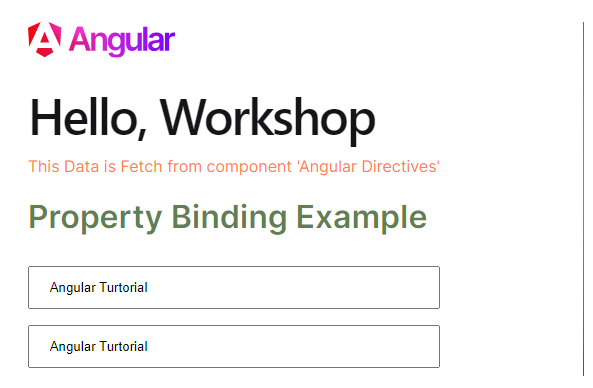 Angular
Hello, Workshop
This Data is Fetch from component 'Angular Directives'
Property Binding Example
Angular Turtorial
Angular Turtorial